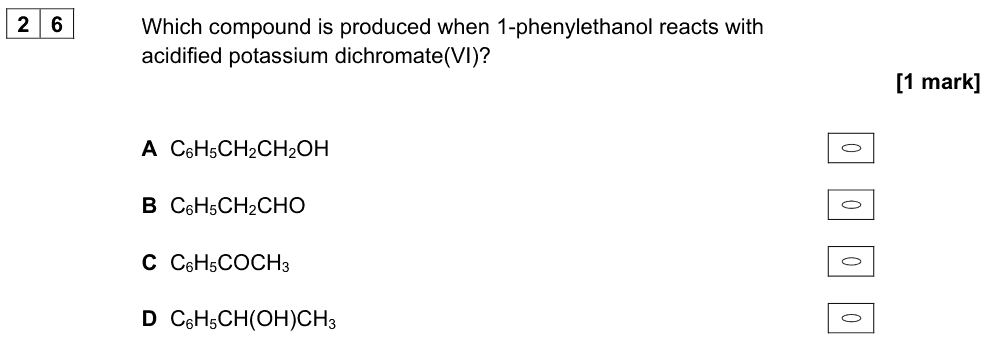 2 6 Which compound is produced when 1-phenylethanol reacts with
acidified potassium dichromate(VI)?
[1 mark]
A C₆H₅CH₂CH₂OH
B C₆H₅CH₂CHO
C C₆H₅COCH₃
D C₆H₅CH(OH)CH₃